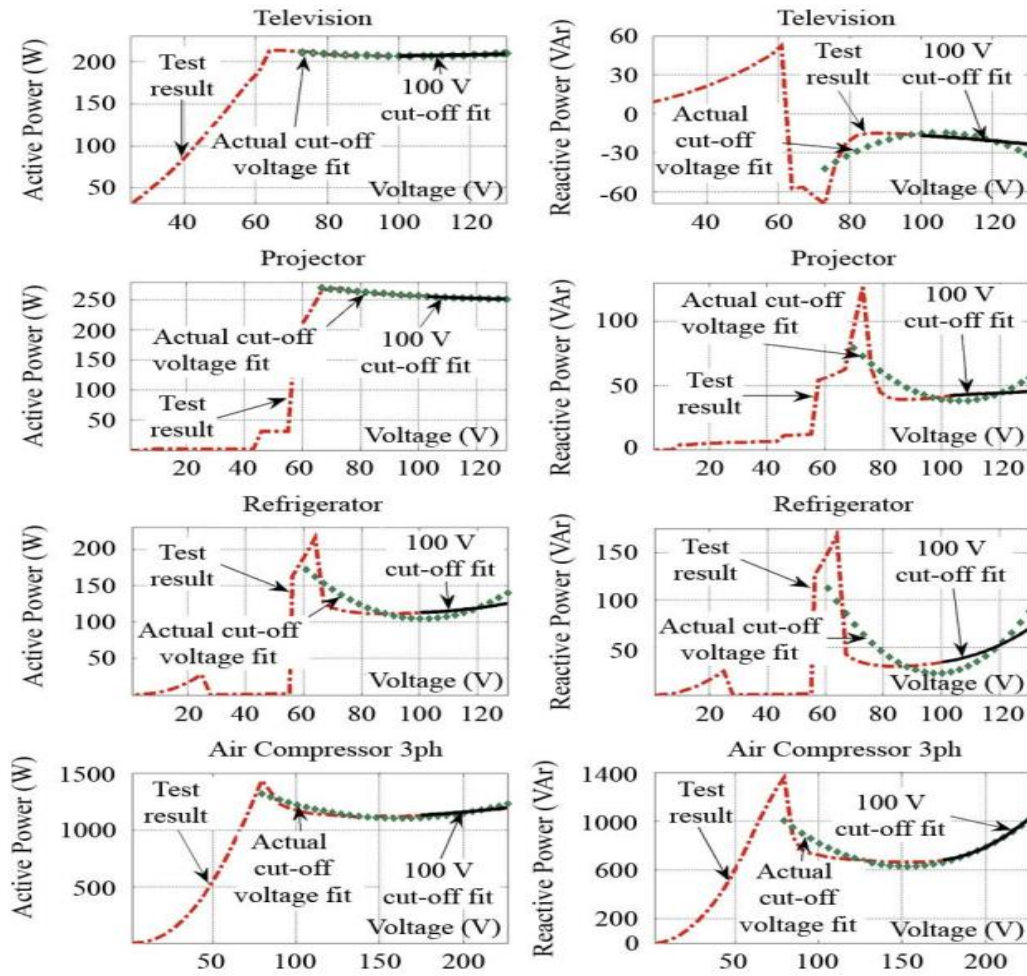 Television
Active Power (W)
200
150
100
50
40
60
80
100
120
Voltage (V)
Test
result
Actual cut-off
voltage fit
100 V
cut-off fit
Television
Reactive Power (VAr)
60
30
0
-30
-60
40
60
80
100
120
Voltage (V)
Test
result
100 V
cut-off fit
Actual
cut-off
voltage fit
Projector
Active Power (W)
250
200
150
100
50
20
40
60
80
100
120
Voltage (V)
Actual cut-off
voltage fit
100 V
cut-off fit
Test
result
Projector
Reactive Power (VAr)
100
50
0
20
40
60
80
100
120
Voltage (V)
Actual cut-off
voltage fit
100 V
cut-off fit
Test
result
Refrigerator
Active Power (W)
200
150
100
50
20
40
60
80
100
120
Voltage (V)
Test
result
100 V
cut-off fit
Actual cut-off
voltage fit
Refrigerator
Reactive Power (VAr)
150
100
50
20
40
60
80
100
120
Voltage (V)
Test
result
100 V
cut-off fit
Actual cut-off
voltage fit
Air Compressor 3ph
Active Power (W)
1500
1000
500
50
100
150
200
Voltage (V)
Test
result
Actual
cut-off
voltage fit
100 V
cut-off fit
Air Compressor 3ph
Reactive Power (VAr)
1400
1000
600
200
0
50
100
150
200
Voltage (V)
Test
result
100 V
cut-off fit
Actual
cut-off
voltage fit